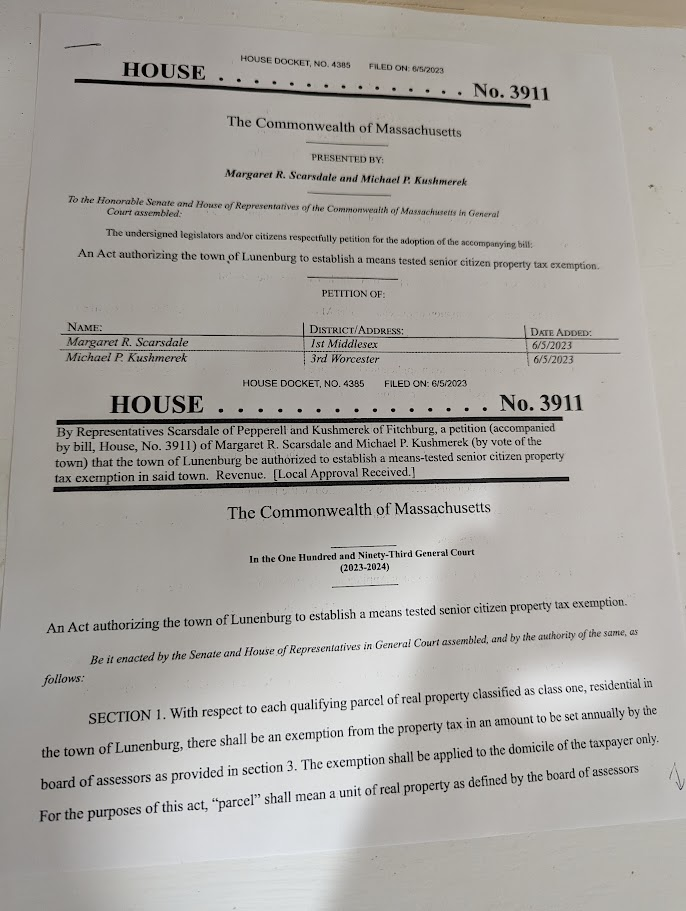 HOUSE DOCKET, NO. 4385 FILED ON: 6/5/2023
HOUSE . . . . . . . . . . . . . . . No. 3911
The Commonwealth of Massachusetts
PRESENTED BY:
Margaret R. Scarsdale and Michael P. Kushmerek
To the Honorable Senate and House of Representatives of the Commonwealth of Massachusetts in General
Court assembled:
The undersigned legislators and/or citizens respectfully petition for the adoption of the accompanying bill:
An Act authorizing the town of Lunenburg to establish a means tested senior citizen property tax exemption.
PETITION OF:
NAME: DISTRICT/ADDRESS: DATE ADDED:
Margaret R. Scarsdale 1st Middlesex 6/5/2023
Michael P. Kushmerek 3rd Worcester 6/5/2023
HOUSE DOCKET, NO. 4385 FILED ON: 6/5/2023
HOUSE . . . . . . . . . . . . . . . No. 3911
By Representatives Scarsdale of Pepperell and Kushmerek of Fitchburg, a petition (accompanied
by bill, House, No. 3911) of Margaret R. Scarsdale and Michael P. Kushmerek (by vote of the
town) that the town of Lunenburg be authorized to establish a means-tested senior citizen property
tax exemption in said town. Revenue. [Local Approval Received.]
The Commonwealth of Massachusetts
In the One Hundred and Ninety-Third General Court
(2023-2024)
An Act authorizing the town of Lunenburg to establish a means tested senior citizen property tax exemption.
Be it enacted by the Senate and House of Representatives in General Court assembled, and by the authority of the same, as
follows:
SECTION 1. With respect to each qualifying parcel of real property classified as class one, residential in
the town of Lunenburg, there shall be an exemption from the property tax in an amount to be set annually by the
board of assessors as provided in section 3. The exemption shall be applied to the domicile of the taxpayer only.
For the purposes of this act, “parcel” shall mean a unit of real property as defined by the board of assessors